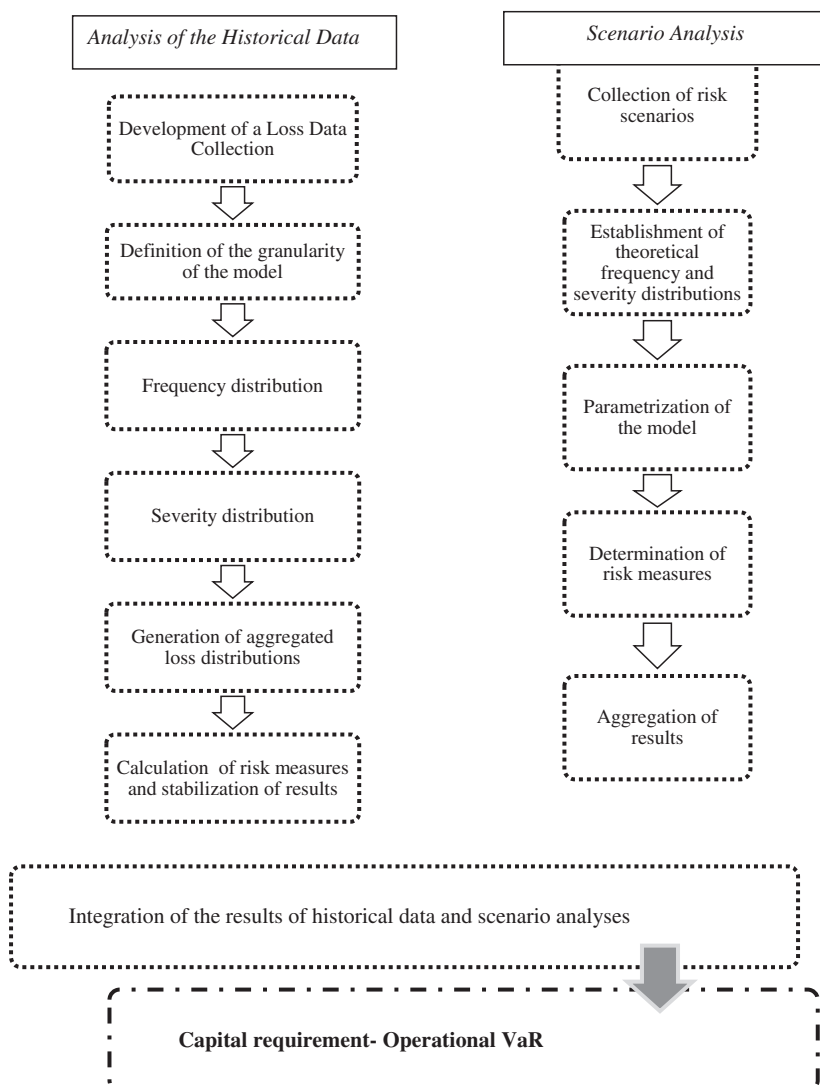 Analysis of the Historical Data
Development of a Loss Data
Collection
Definition of the granularity
of the model
Frequency distribution
Severity distribution
Generation of aggregated
loss distributions
Calculation of risk measures
and stabilization of results
Scenario Analysis
Collection of risk
scenarios
Establishment of
theoretical
frequency and
severity distributions
Parametrization of
the model
Determination of
risk measures
Aggregation of
results
Integration of the results of historical data and scenario analyses
Capital requirement- Operational VaR